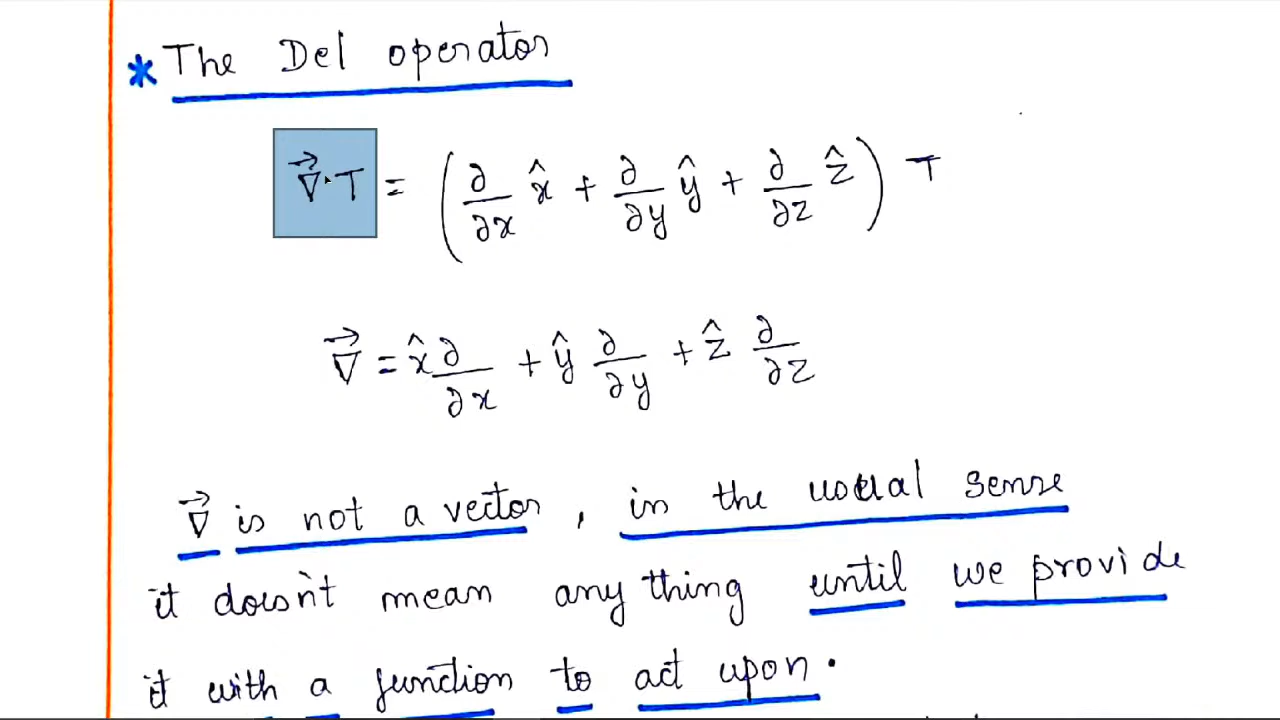 * The Del operator
∇⃗·T = (∂/∂x x̂ + ∂/∂y ŷ + ∂/∂z ẑ) T
∇⃗ = x̂ ∂/∂x + ŷ ∂/∂y + ẑ ∂/∂z
∇⃗ is not a vector, in the usual sense
it doesn't mean any thing until we provide
it with a function to act upon.